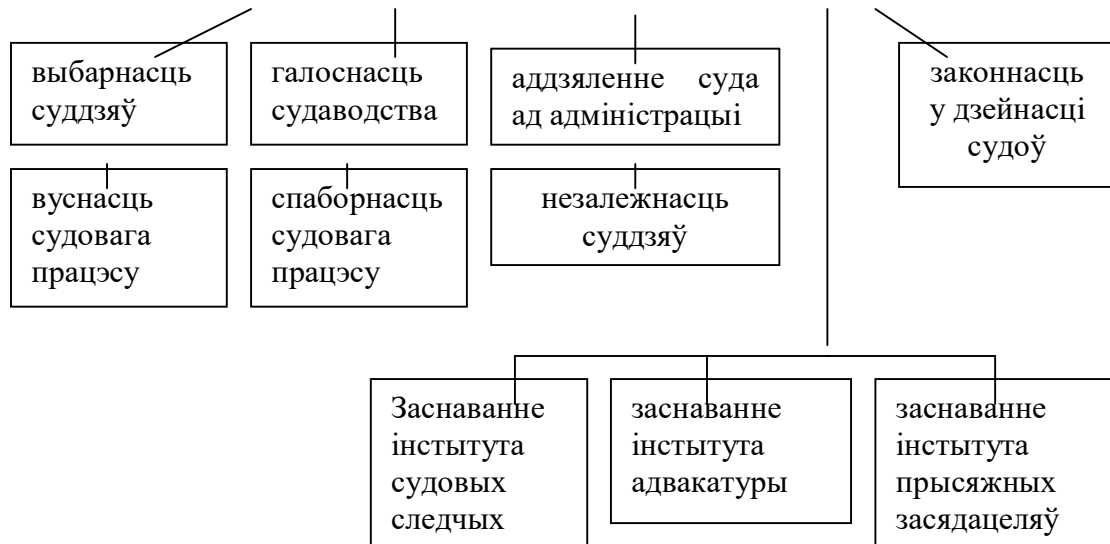 выбарнасць
суддзяў
галоснасць
судаводства
аддзяленне суда
ад адміністрацыі
законнасць
у дзейнасці
судоў
вуснасць
судовага
працэсу
спаборнасць
судовага
працэсу
незалежнасць
суддзяў
Заснаванне
інстытута
судовых
следчых
заснаванне
інстытута
адвакатуры
заснаванне
інстытута
прысяжных
засядацеляў